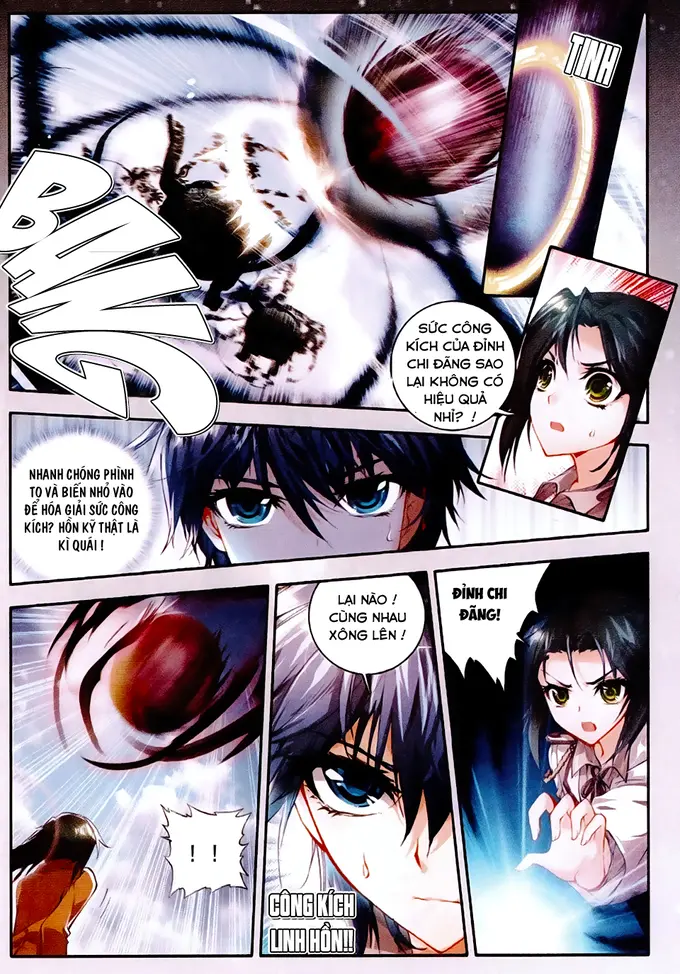 BANG
TINH
SỨC CÔNG
KÍCH CỦA ĐỈNH
CHI ĐÃNG SAO
LẠI KHÔNG CÓ
HIỆU QUẢ
NHỈ? !
NHANH CHÓNG PHÌNH
TO VÀ BIẾN NHỎ VÀO
ĐỂ HÓA GIẢI SỨC CÔNG
KÍCH? HỒN KỸ THẬT LÀ
KÌ QUÁI !
ĐỈNH CHI
ĐÃNG!
LẠI NÀO !
CÙNG NHAU
XÔNG LÊN !
CÔNG KÍCH
LINH HỒN!!
! !